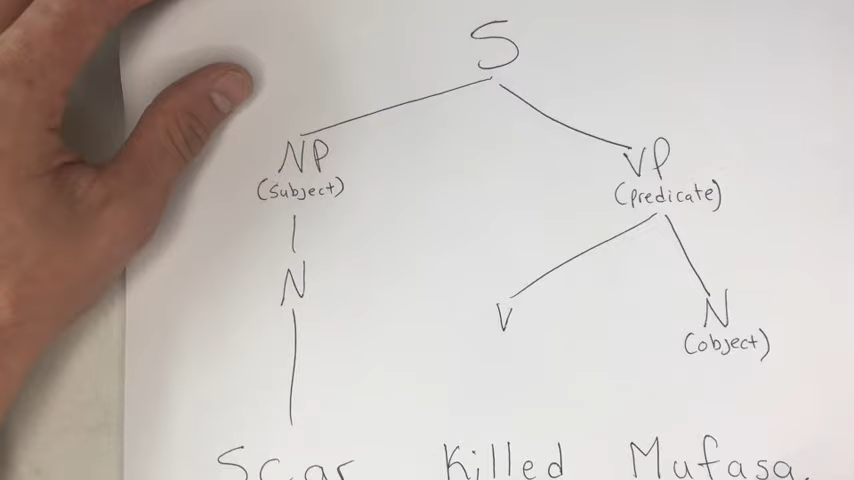 S
NP VP
(Subject) (predicate)
N V N
(object)
Scar Killed Mufasa.